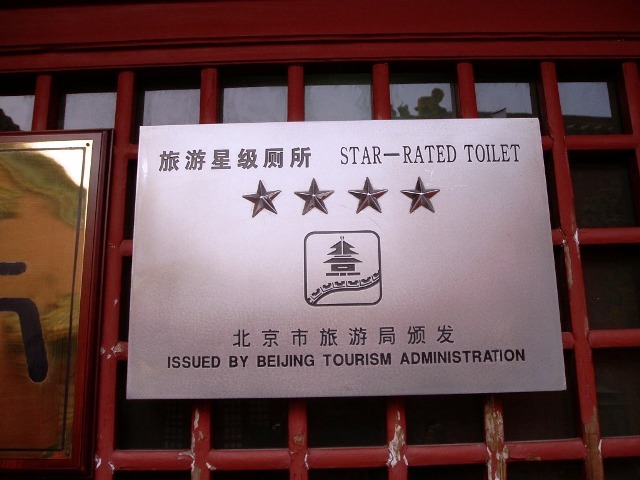 旅游星级厕所 STAR-RATED TOILET
北京市旅游局颁发
ISSUED BY BEIJING TOURISM ADMINISTRATION